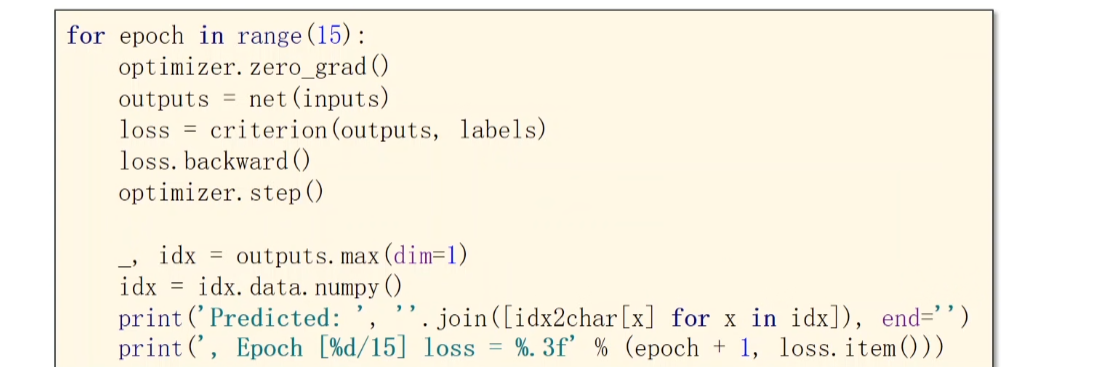 for epoch in range(15):
    optimizer.zero_grad()
    outputs = net(inputs)
    loss = criterion(outputs, labels)
    loss.backward()
    optimizer.step()

    _, idx = outputs.max(dim=1)
    idx = idx.data.numpy()
    print('Predicted: ', ''.join([idx2char[x] for x in idx]), end='')
    print(', Epoch [%d/15] loss = %.3f' % (epoch + 1, loss.item()))